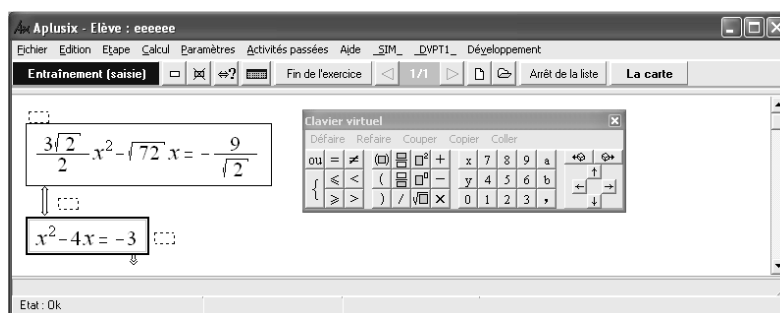 Aplusix - Elève : eeeeee
Fichier Edition Etape Calcul Paramètres Activités passées Aide _SIM_ _DVPT1_ Développement
Entraînement (saisie) ⇔? Fin de l'exercice 1/1 Arrêt de la liste La carte
3√2/2 x² − √72 x = − 9/√2
x² − 4x = −3
Clavier virtuel
Défaire Refaire Couper Copier Coller
ou = ≠ (□) □² + x 7 8 9 a
{ ⩽ < ( □⁰ − y 4 5 6 b
⩾ > ) / √□ × 0 1 2 3 ,
Etat : Ok